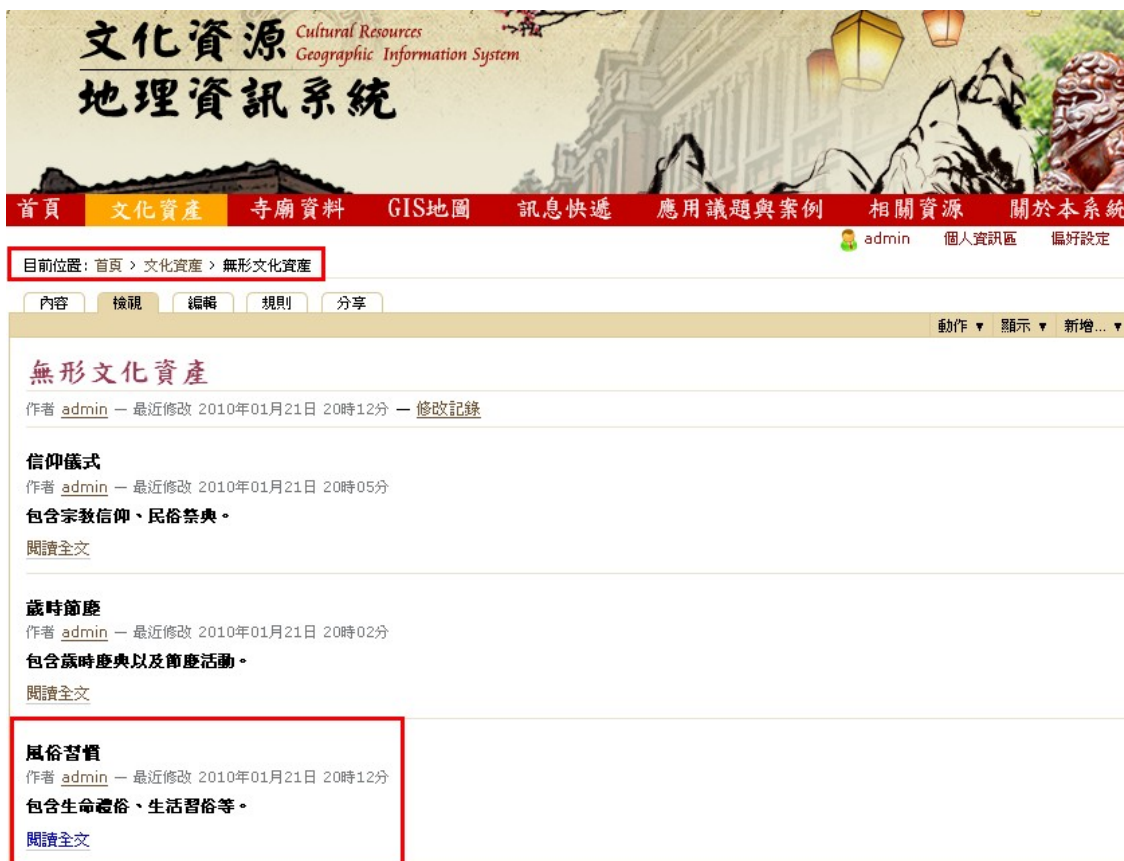 文化資源 Cultural Resources
Geographic Information System
地理資訊系統
首頁 文化資產 寺廟資料 GIS地圖 訊息快遞 應用議題與案例 相關資源 關於本系統
admin 個人資訊區 偏好設定
目前位置: 首頁 › 文化資產 › 無形文化資產
內容 檢視 編輯 規則 分享
動作 ▼ 顯示 ▼ 新增... ▼
無形文化資產
作者 admin — 最近修改 2010年01月21日 20時12分 — 修改記錄
信仰儀式
作者 admin — 最近修改 2010年01月21日 20時05分
包含宗教信仰、民俗祭典。
閱讀全文
歲時節慶
作者 admin — 最近修改 2010年01月21日 20時02分
包含歲時慶典以及節慶活動。
閱讀全文
風俗習慣
作者 admin — 最近修改 2010年01月21日 20時12分
包含生命禮俗、生活習俗等。
閱讀全文